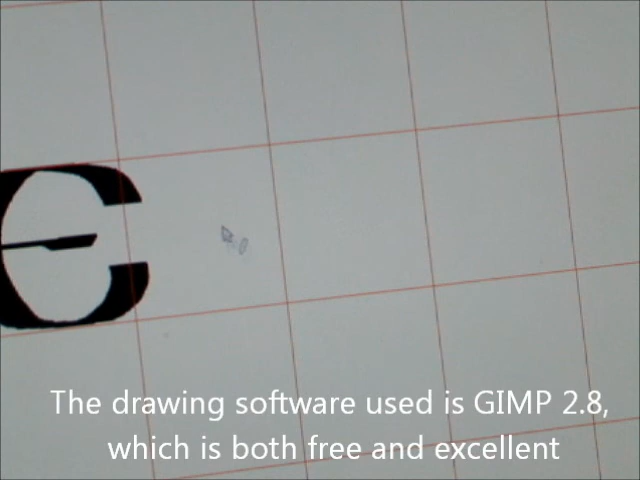 The drawing software used is GIMP 2.8,
which is both free and excellent